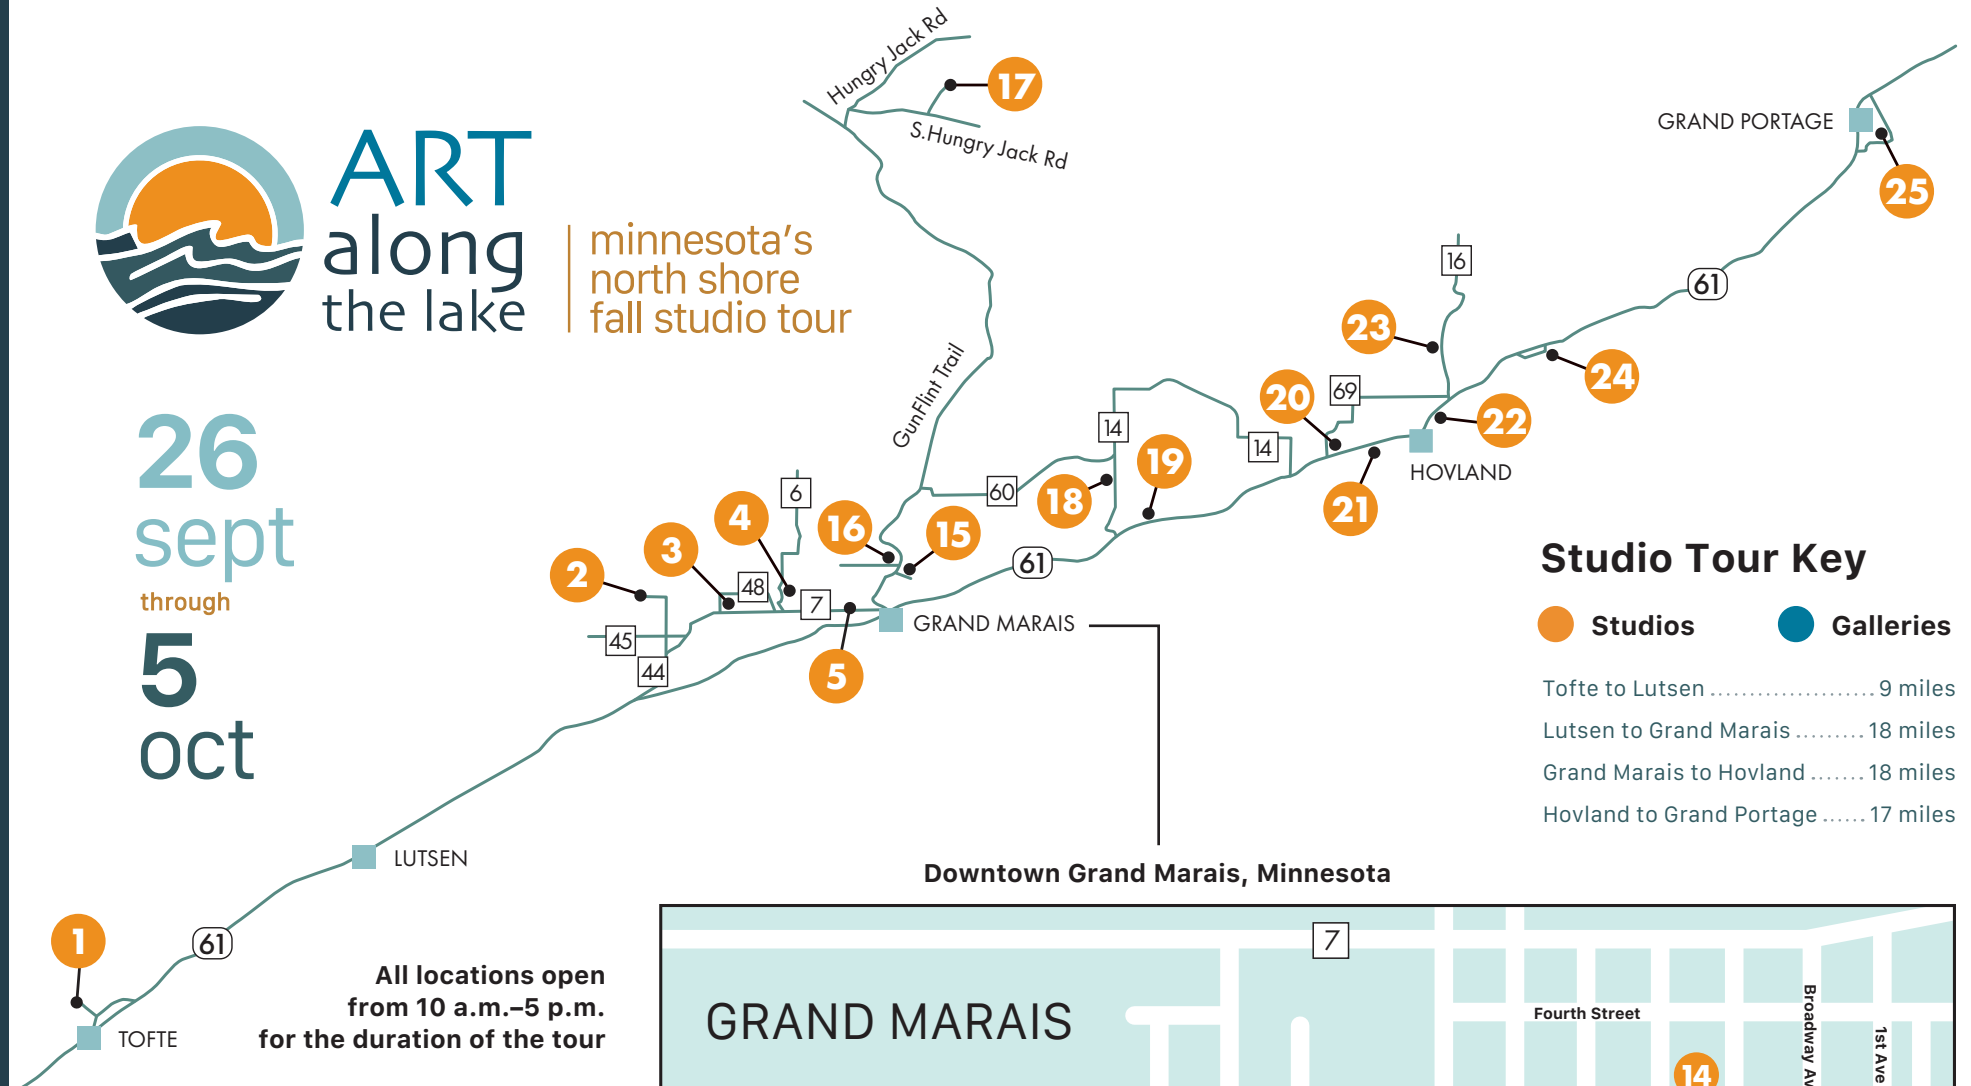 ART
along
the lake
minnesota's
north shore
fall studio tour
26
sept
through
5
oct
Hungry Jack Rd
17
S.Hungry Jack Rd
GRAND PORTAGE
25
61
16
23
24
GunFlint Trail
20
69
22
14
14
19
HOVLAND
60
18
21
6
4
16
15
3
61
2
48
7
GRAND MARAIS
45
44
5
Studio Tour Key
Studios
Galleries
Tofte to Lutsen ..................... 9 miles
Lutsen to Grand Marais ......... 18 miles
Grand Marais to Hovland ....... 18 miles
Hovland to Grand Portage ...... 17 miles
LUTSEN
1
61
TOFTE
All locations open
from 10 a.m.–5 p.m.
for the duration of the tour
Downtown Grand Marais, Minnesota
7
GRAND MARAIS
Fourth Street
Broadway Av
1st Ave
14